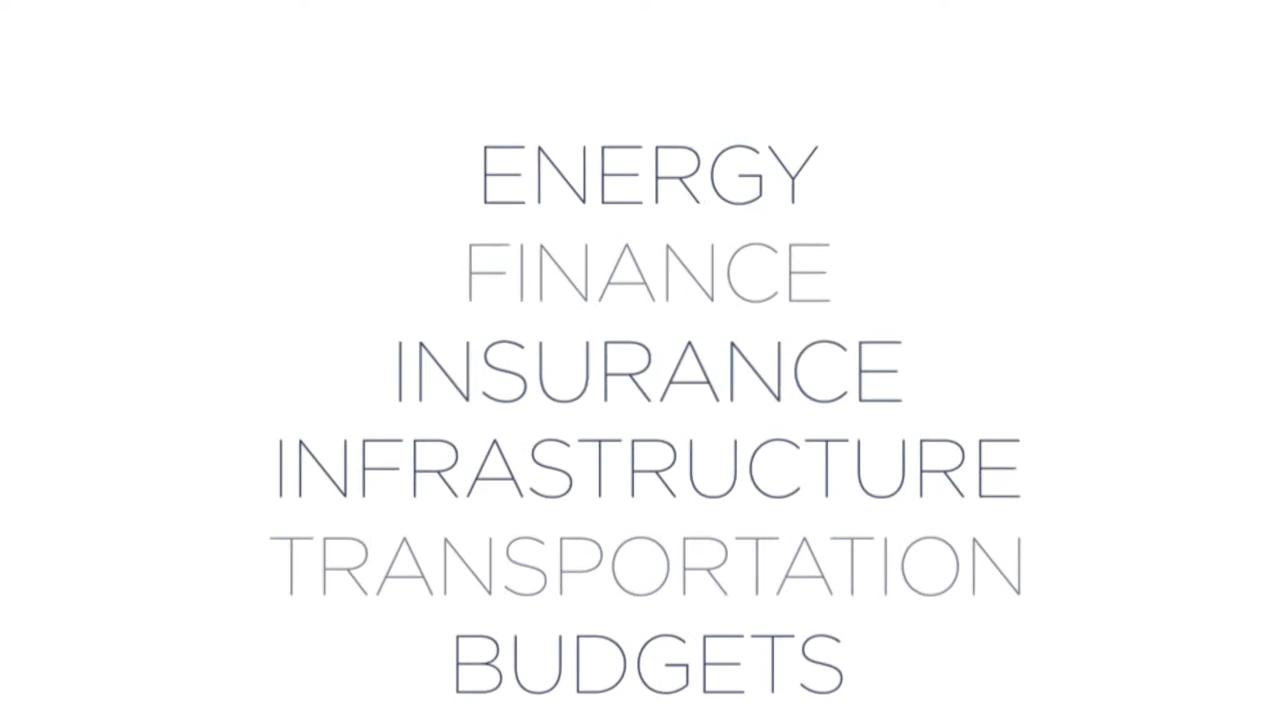 ENERGY
FINANCE
INSURANCE
INFRASTRUCTURE
TRANSPORTATION
BUDGETS